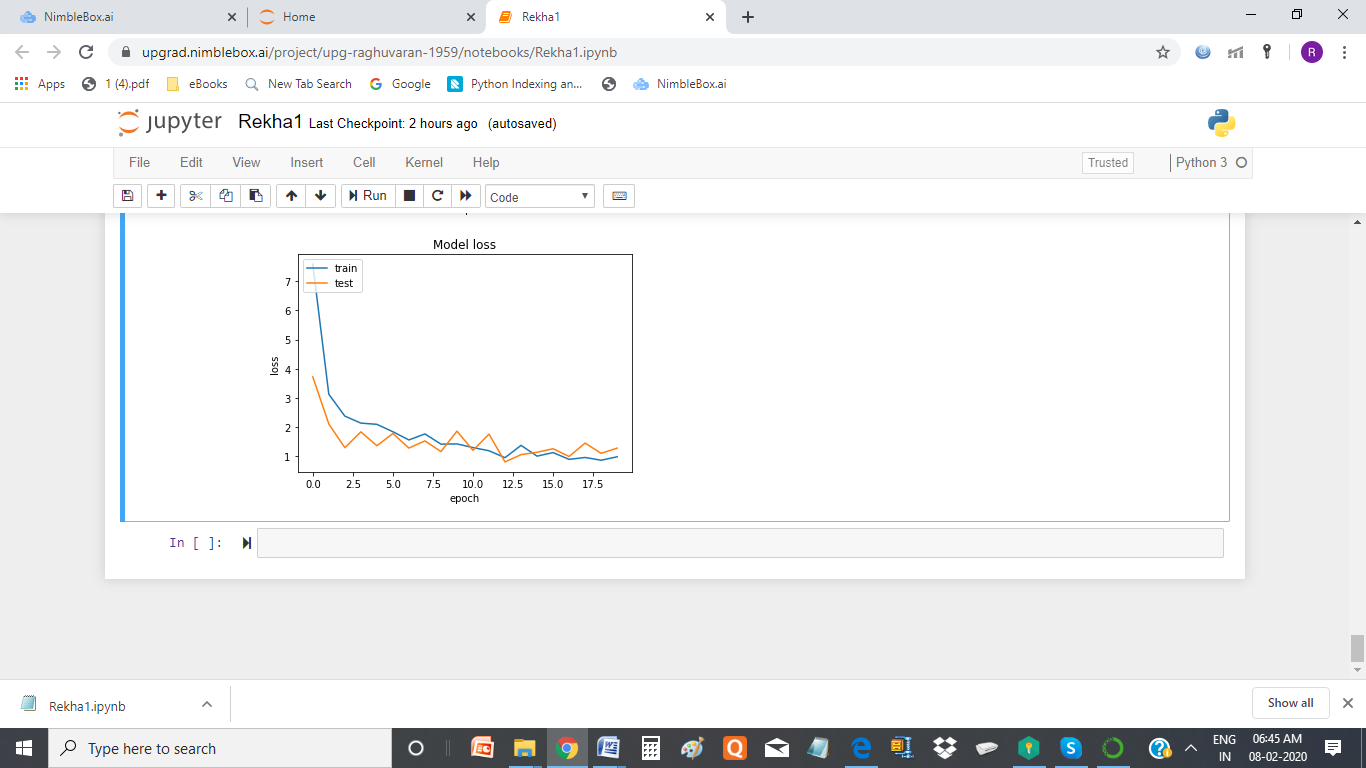 NimbleBox.ai
Home
Rekha1
upgrad.nimblebox.ai/project/upg-raghuvaran-1959/notebooks/Rekha1.ipynb
R
Apps
1 (4).pdf
eBooks
New Tab Search
Google
Python Indexing an...
NimbleBox.ai
jupyter Rekha1 Last Checkpoint: 2 hours ago (autosaved)
File Edit View Insert Cell Kernel Help
Trusted
Python 3
Run
Code
Model loss
train
test
7
6
5
4
3
2
1
loss
0.0 2.5 5.0 7.5 10.0 12.5 15.0 17.5
epoch
In [ ]:
Rekha1.ipynb
Show all
Type here to search
ENG
IN
06:45 AM
08-02-2020